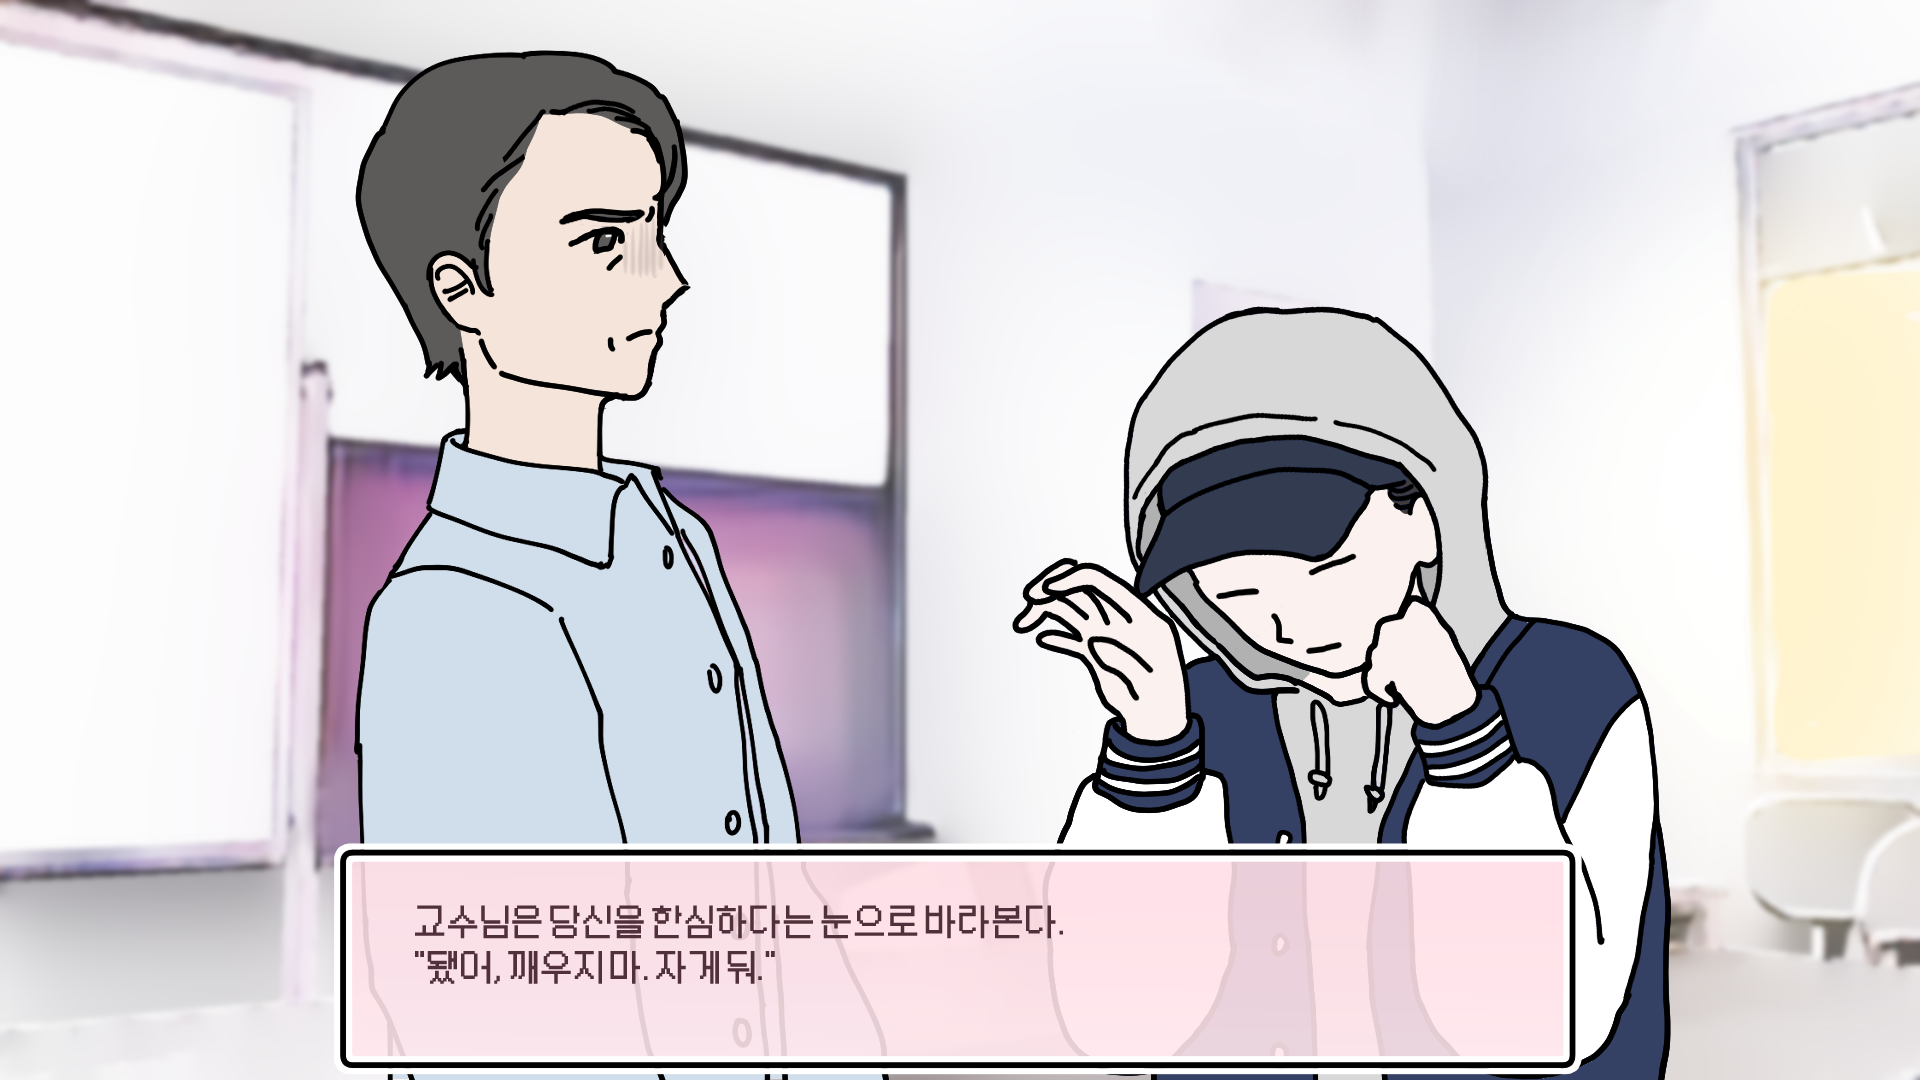 교수님은 당신을 한심하다는 눈으로 바라본다.
"됐어, 깨우지 마. 자게 둬."